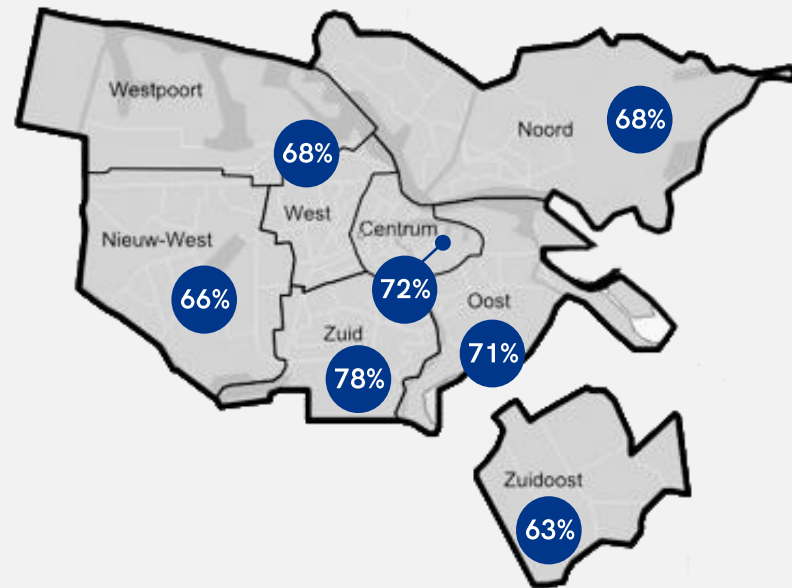 Westpoort
68%
Noord
68%
West
Centrum
Nieuw-West
66%
72%
Oost
Zuid
71%
78%
Zuidoost
63%